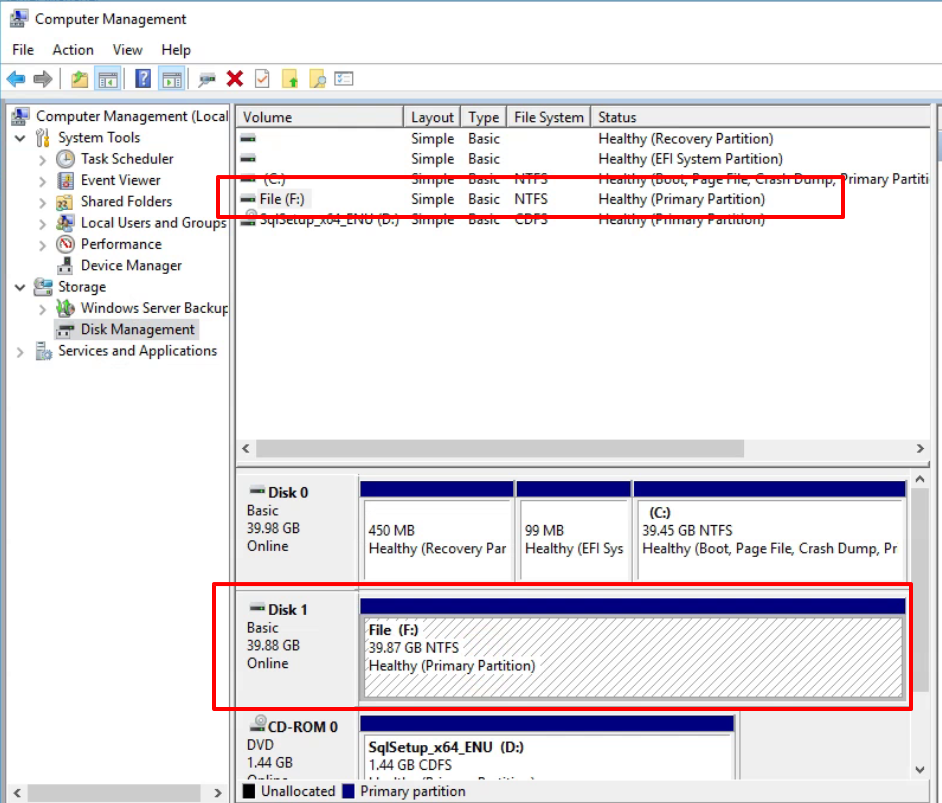 Computer Management
File Action View Help
Computer Management (Local
System Tools
Task Scheduler
Event Viewer
Shared Folders
Local Users and Groups
Performance
Device Manager
Storage
Windows Server Backup
Disk Management
Services and Applications
Volume Layout Type File System Status
Simple Basic Healthy (Recovery Partition)
Simple Basic Healthy (EFI System Partition)
(C:) Simple Basic NTFS Healthy (Boot, Page File, Crash Dump, Primary Partiti
File (F:) Simple Basic NTFS Healthy (Primary Partition)
SqlSetup_x64_ENU (D:) Simple Basic CDFS Healthy (Primary Partition)
Disk 0
Basic
39.98 GB
Online
450 MB
Healthy (Recovery Par
99 MB
Healthy (EFI Sys
(C:)
39.45 GB NTFS
Healthy (Boot, Page File, Crash Dump, Pr
Disk 1
Basic
39.88 GB
Online
File (F:)
39.87 GB NTFS
Healthy (Primary Partition)
CD-ROM 0
DVD
1.44 GB
Online
SqlSetup_x64_ENU (D:)
1.44 GB CDFS
Healthy (Primary Partition)
Unallocated Primary partition